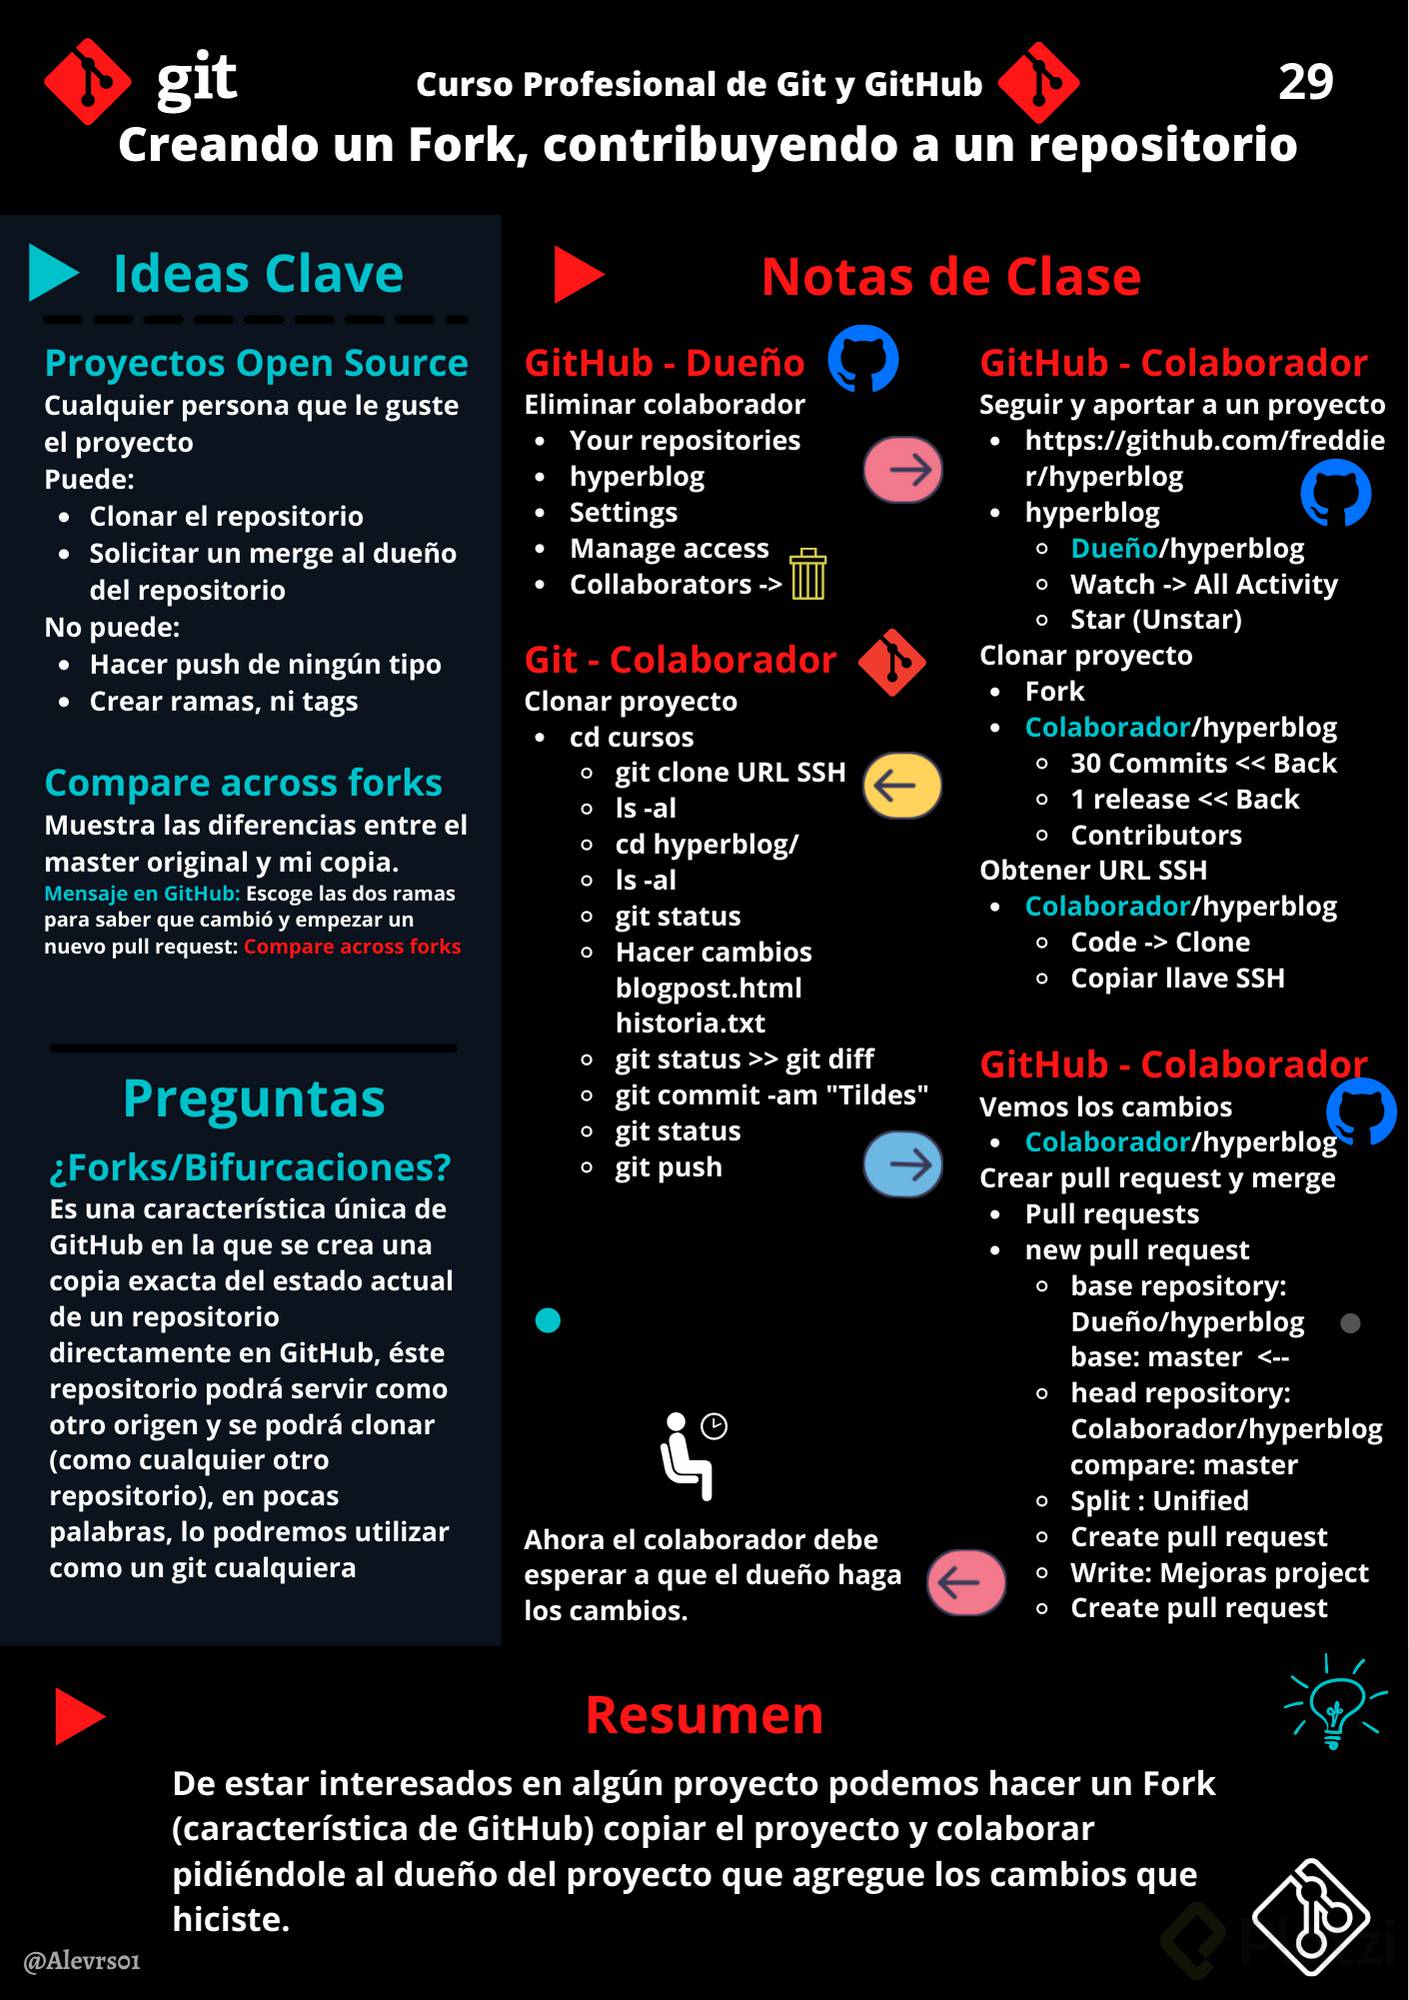 git
Curso Profesional de Git y GitHub
29
Creando un Fork, contribuyendo a un repositorio
Ideas Clave
Proyectos Open Source
Cualquier persona que le guste
el proyecto
Puede:
• Clonar el repositorio
• Solicitar un merge al dueño
del repositorio
No puede:
• Hacer push de ningún tipo
• Crear ramas, ni tags
Compare across forks
Muestra las diferencias entre el
master original y mi copia.
Mensaje en GitHub: Escoge las dos ramas
para saber que cambió y empezar un
nuevo pull request: Compare across forks
Preguntas
¿Forks/Bifurcaciones?
Es una característica única de
GitHub en la que se crea una
copia exacta del estado actual
de un repositorio
directamente en GitHub, éste
repositorio podrá servir como
otro origen y se podrá clonar
(como cualquier otro
repositorio), en pocas
palabras, lo podremos utilizar
como un git cualquiera
Notas de Clase
GitHub - Dueño
Eliminar colaborador
• Your repositories
• hyperblog
• Settings
• Manage access
• Collaborators ->
Git - Colaborador
Clonar proyecto
• cd cursos
◦ git clone URL SSH
◦ ls -al
◦ cd hyperblog/
◦ ls -al
◦ git status
◦ Hacer cambios
blogpost.html
historia.txt
◦ git status >> git diff
◦ git commit -am "Tildes"
◦ git status
◦ git push
Ahora el colaborador debe
esperar a que el dueño haga
los cambios.
GitHub - Colaborador
Seguir y aportar a un proyecto
• https://github.com/freddie
r/hyperblog
• hyperblog
◦ Dueño/hyperblog
◦ Watch -> All Activity
◦ Star (Unstar)
Clonar proyecto
• Fork
• Colaborador/hyperblog
◦ 30 Commits << Back
◦ 1 release << Back
◦ Contributors
Obtener URL SSH
• Colaborador/hyperblog
◦ Code -> Clone
◦ Copiar llave SSH
GitHub - Colaborador
Vemos los cambios
• Colaborador/hyperblog
Crear pull request y merge
• Pull requests
• new pull request
◦ base repository:
Dueño/hyperblog
base: master <--
◦ head repository:
Colaborador/hyperblog
compare: master
◦ Split : Unified
◦ Create pull request
◦ Write: Mejoras project
◦ Create pull request
Resumen
De estar interesados en algún proyecto podemos hacer un Fork
(característica de GitHub) copiar el proyecto y colaborar
pidiéndole al dueño del proyecto que agregue los cambios que
hiciste.
@Alevrs01